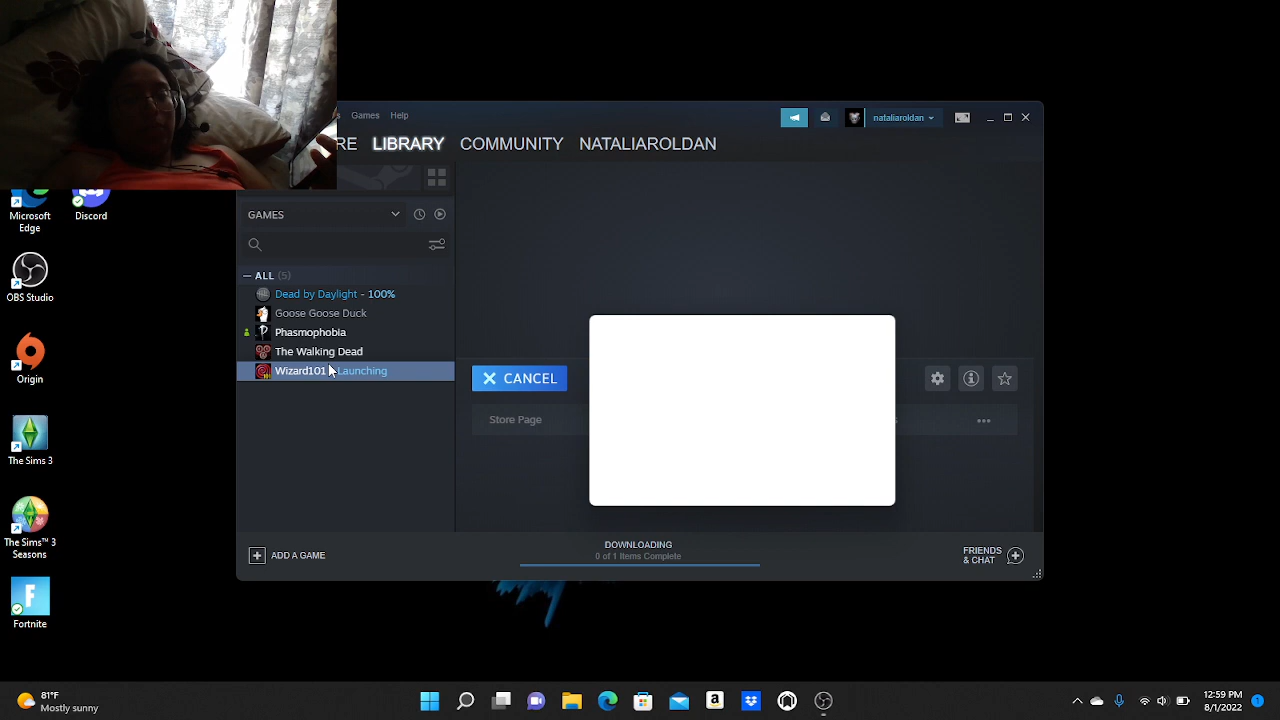 Games Help
nataliaroldan
RE LIBRARY COMMUNITY NATALIAROLDAN
Microsoft
Edge
Discord
OBS Studio
Origin
The Sims 3
The Sims™ 3
Seasons
Fortnite
GAMES
ALL (5)
Dead by Daylight - 100%
Goose Goose Duck
Phasmophobia
The Walking Dead
Wizard101 Launching
CANCEL
Store Page
ADD A GAME
DOWNLOADING
0 of 1 Items Complete
FRIENDS
& CHAT
81°F
Mostly sunny
12:59 PM
8/1/2022
1